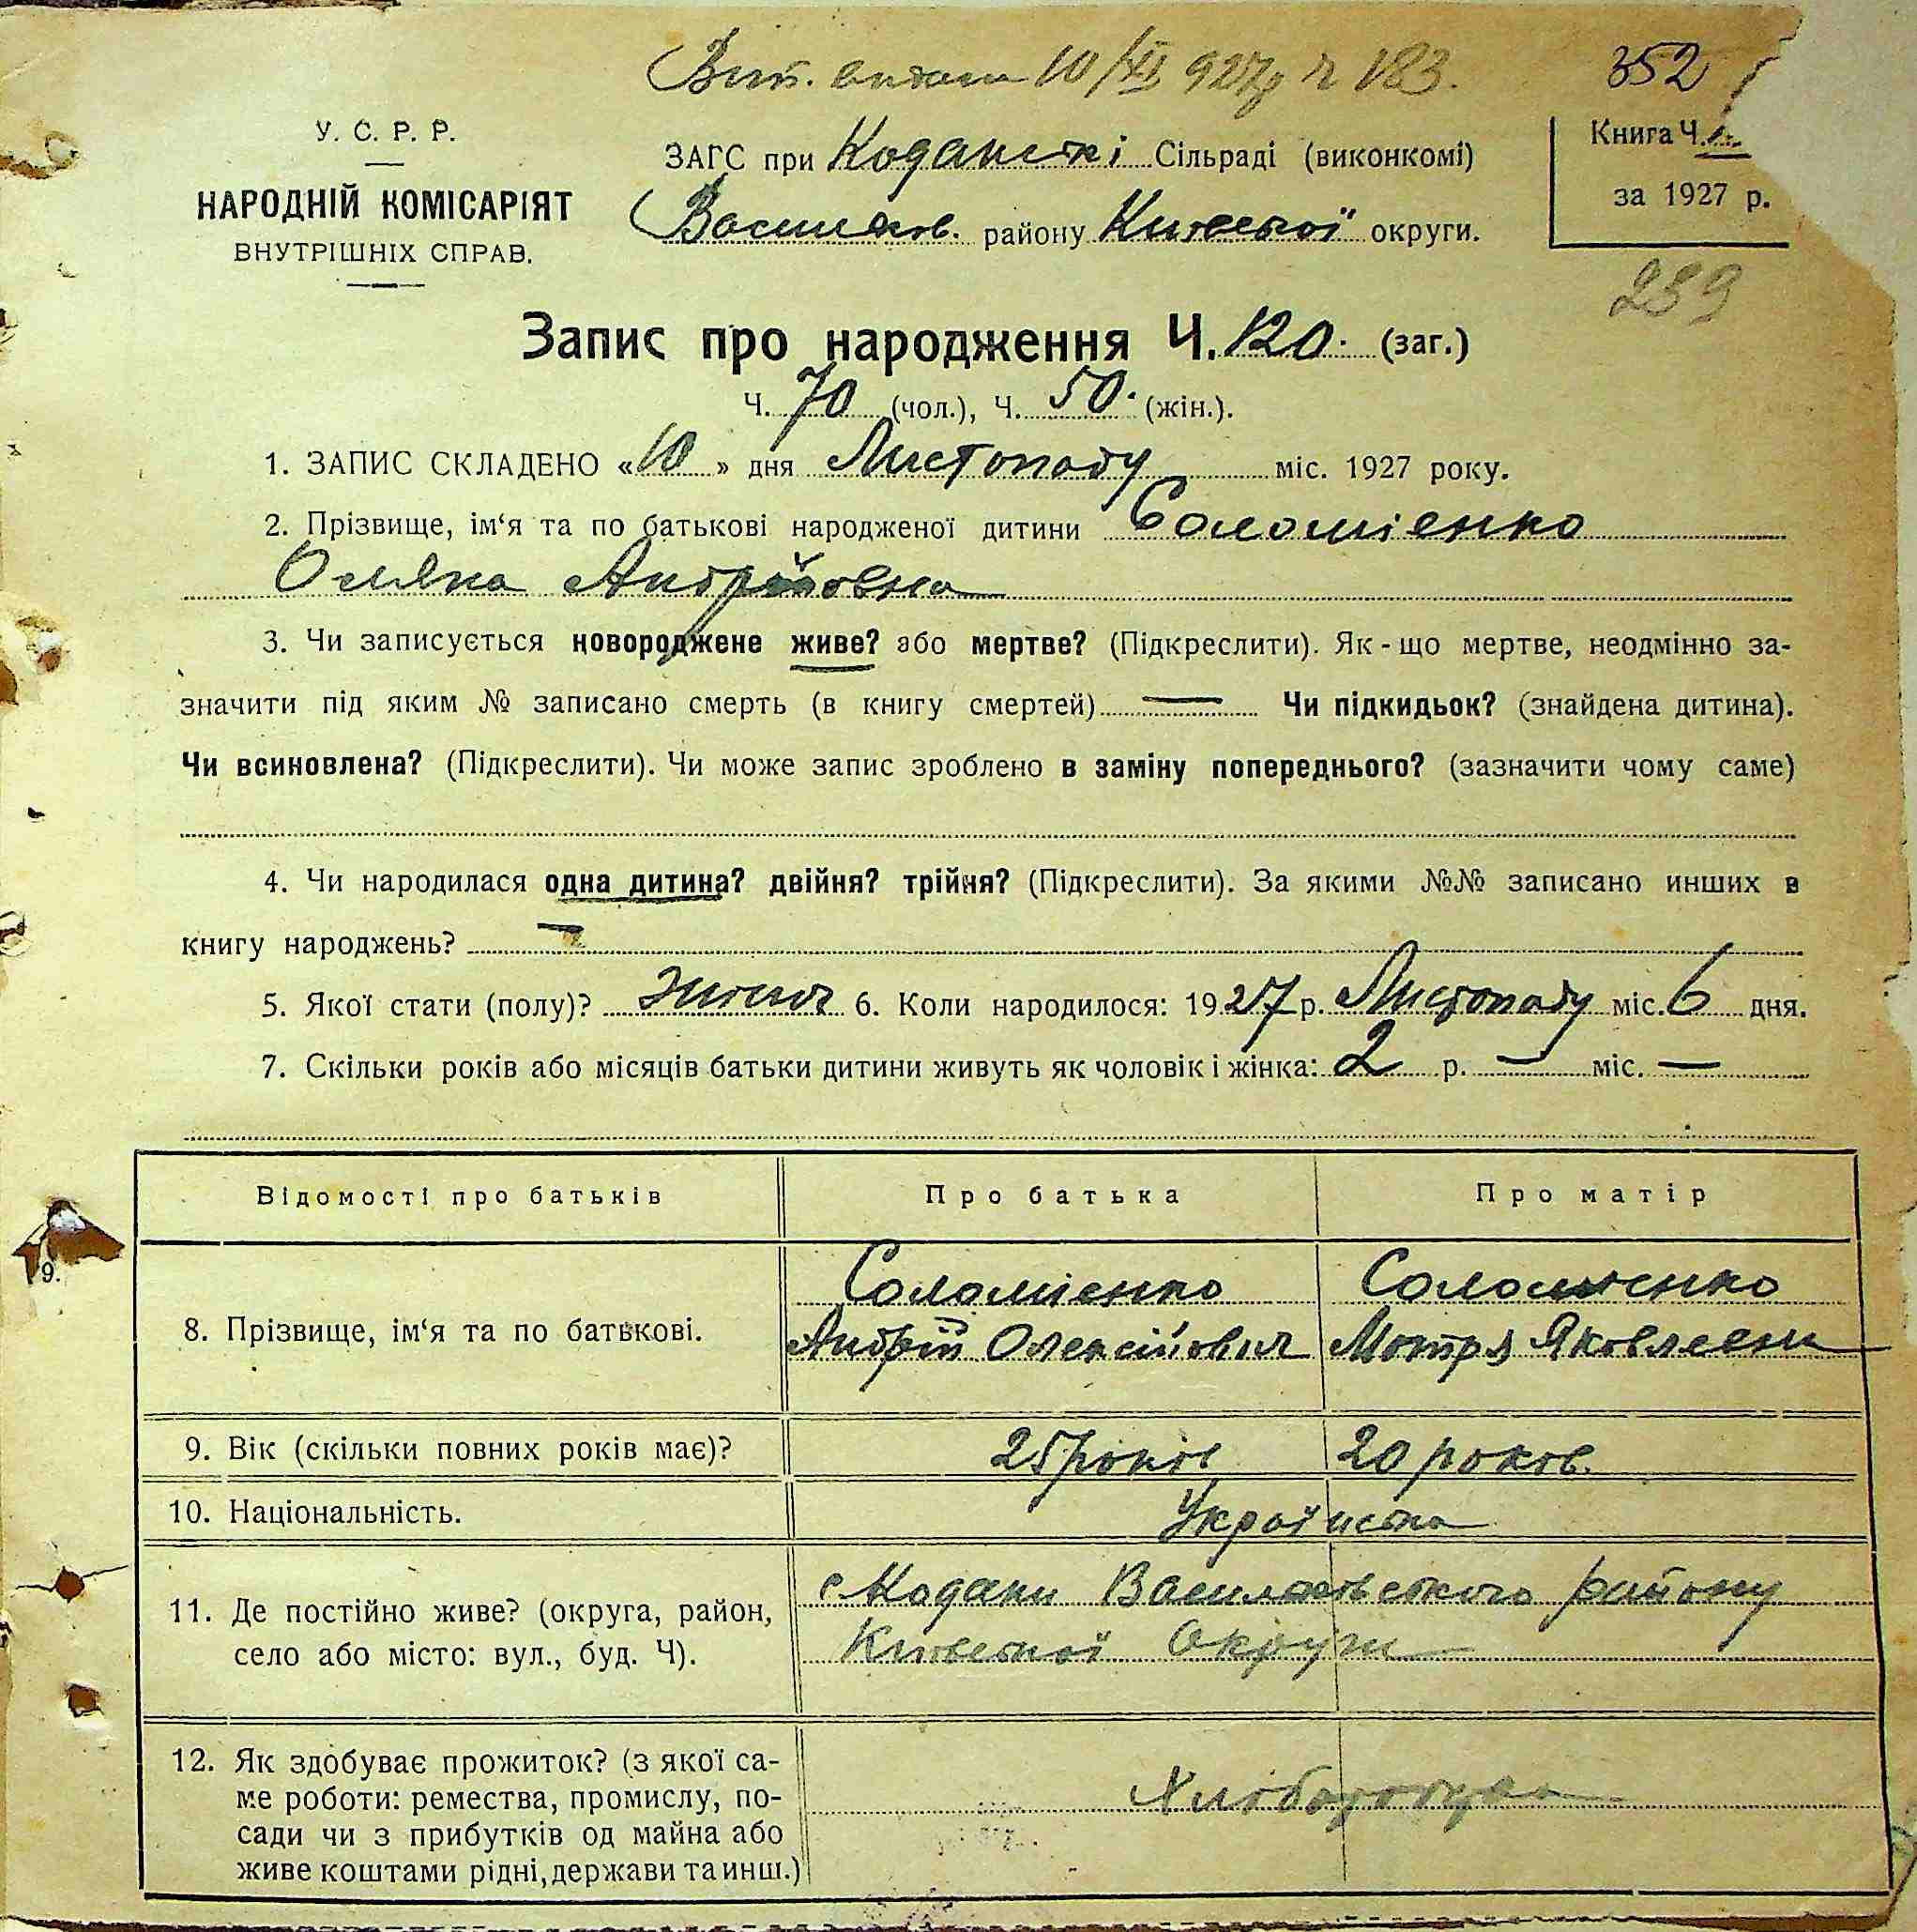 Вип. видана 10/XI 927р ч 183.
352
У. С. Р. Р.
НАРОДНІЙ КОМІСАРІЯТ
ВНУТРІШНІХ СПРАВ.
ЗАГС при Коданскі Сільраді (виконкомі)
Васильків. району Київської округи.
Книга Ч.
за 1927 р.
239
Запис про народження Ч. 120. (заг.)
Ч. 70 (чол.), Ч. 50. (жін.).
1. ЗАПИС СКЛАДЕНО «10» дня Листопаду міс. 1927 року.
2. Прізвище, ім‘я та по батькові народженої дитини Соломієнко
Оляна Андрійовна
3. Чи записується новороджене живе? або мертве? (Підкреслити). Як-що мертве, неодмінно за-
значити під яким № записано смерть (в книгу смертей) — Чи підкидьок? (знайдена дитина).
Чи всиновлена? (Підкреслити). Чи може запис зроблено в заміну попереднього? (зазначити чому саме)
4. Чи народилася одна дитина? двійня? трійня? (Підкреслити). За якими №№ записано инших в
книгу народжень? —
5. Якої стати (полу)? жіноч 6. Коли народилося: 1927 р. Листопаду міс. 6 дня.
7. Скільки років або місяців батьки дитини живуть як чоловік і жінка: 2 р. — міс. —
Відомості про батьків Про батька Про матір
9.
8. Прізвище, ім‘я та по батькові.
Соломієнко
Андрій Олексійович
Соломієнко
Мотря Яковлевна
9. Вік (скільки повних років має)? 25 років 20 років.
10. Національність. Українська
11. Де постійно живе? (округа, район,
село або місто: вул., буд. Ч).
с Кодаки Васильківського району
Київської Округи
12. Як здобуває прожиток? (з якої са-
ме роботи: ремества, промислу, по-
сади чи з прибутків од майна або
живе коштами рідні, держави та инш.)
Хліборобство